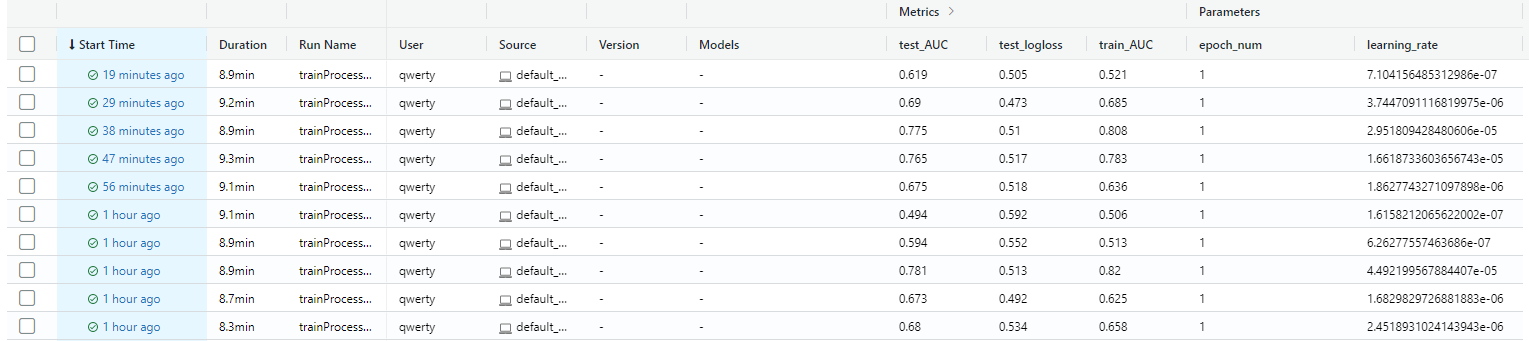 Metrics Parameters
Start Time Duration Run Name User Source Version Models test_AUC test_logloss train_AUC epoch_num learning_rate
19 minutes ago 8.9min trainProcess... qwerty default_... - - 0.619 0.505 0.521 1 7.104156485312986e-07
29 minutes ago 9.2min trainProcess... qwerty default_... - - 0.69 0.473 0.685 1 3.7447091116819975e-06
38 minutes ago 8.9min trainProcess... qwerty default_... - - 0.775 0.51 0.808 1 2.951809428480606e-05
47 minutes ago 9.3min trainProcess... qwerty default_... - - 0.765 0.517 0.783 1 1.6618733603656743e-05
56 minutes ago 9.1min trainProcess... qwerty default_... - - 0.675 0.518 0.636 1 1.8627743271097898e-06
1 hour ago 9.1min trainProcess... qwerty default_... - - 0.494 0.592 0.506 1 1.6158212065622002e-07
1 hour ago 8.9min trainProcess... qwerty default_... - - 0.594 0.552 0.513 1 6.26277557463686e-07
1 hour ago 8.9min trainProcess... qwerty default_... - - 0.781 0.513 0.82 1 4.492199567884407e-05
1 hour ago 8.7min trainProcess... qwerty default_... - - 0.673 0.492 0.625 1 1.6829829726881883e-06
1 hour ago 8.3min trainProcess... qwerty default_... - - 0.68 0.534 0.658 1 2.4518931024143943e-06